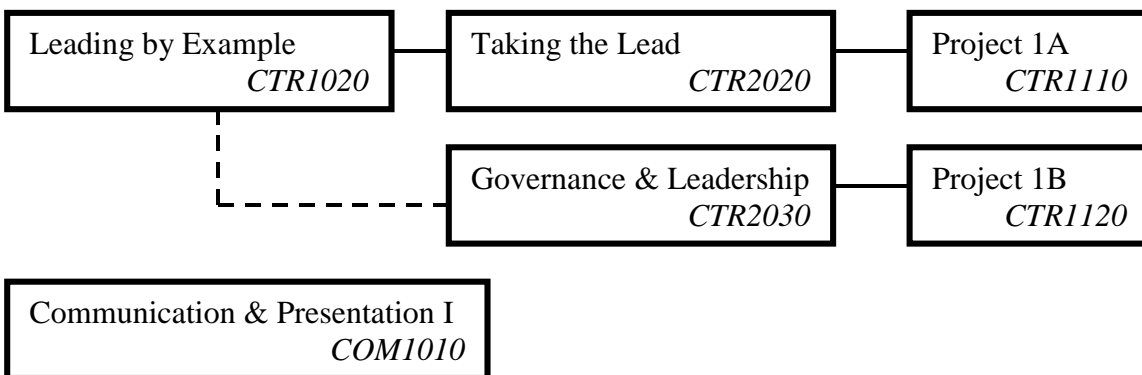 Leading by Example
CTR1020
Taking the Lead
CTR2020
Project 1A
CTR1110
Governance & Leadership
CTR2030
Project 1B
CTR1120
Communication & Presentation I
COM1010